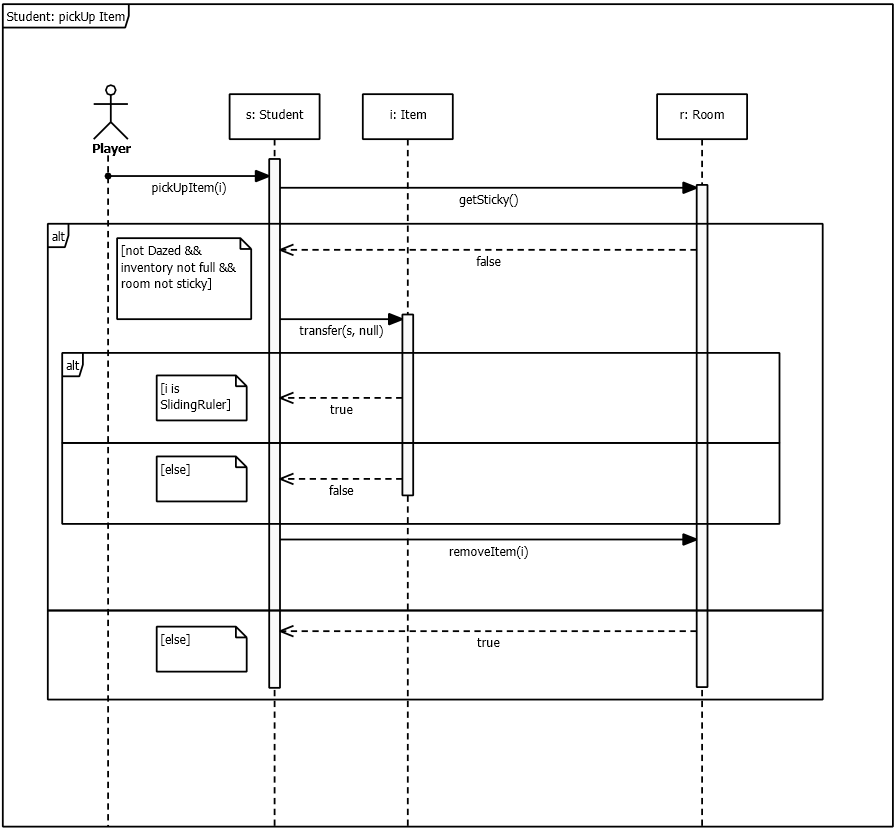 Student: pickUp Item
Player
s: Student
i: Item
r: Room
pickUpItem(i)
getSticky()
alt
[not Dazed &&
inventory not full &&
room not sticky]
false
transfer(s, null)
alt
[i is
SlidingRuler]
true
[else]
false
removeItem(i)
[else]
true